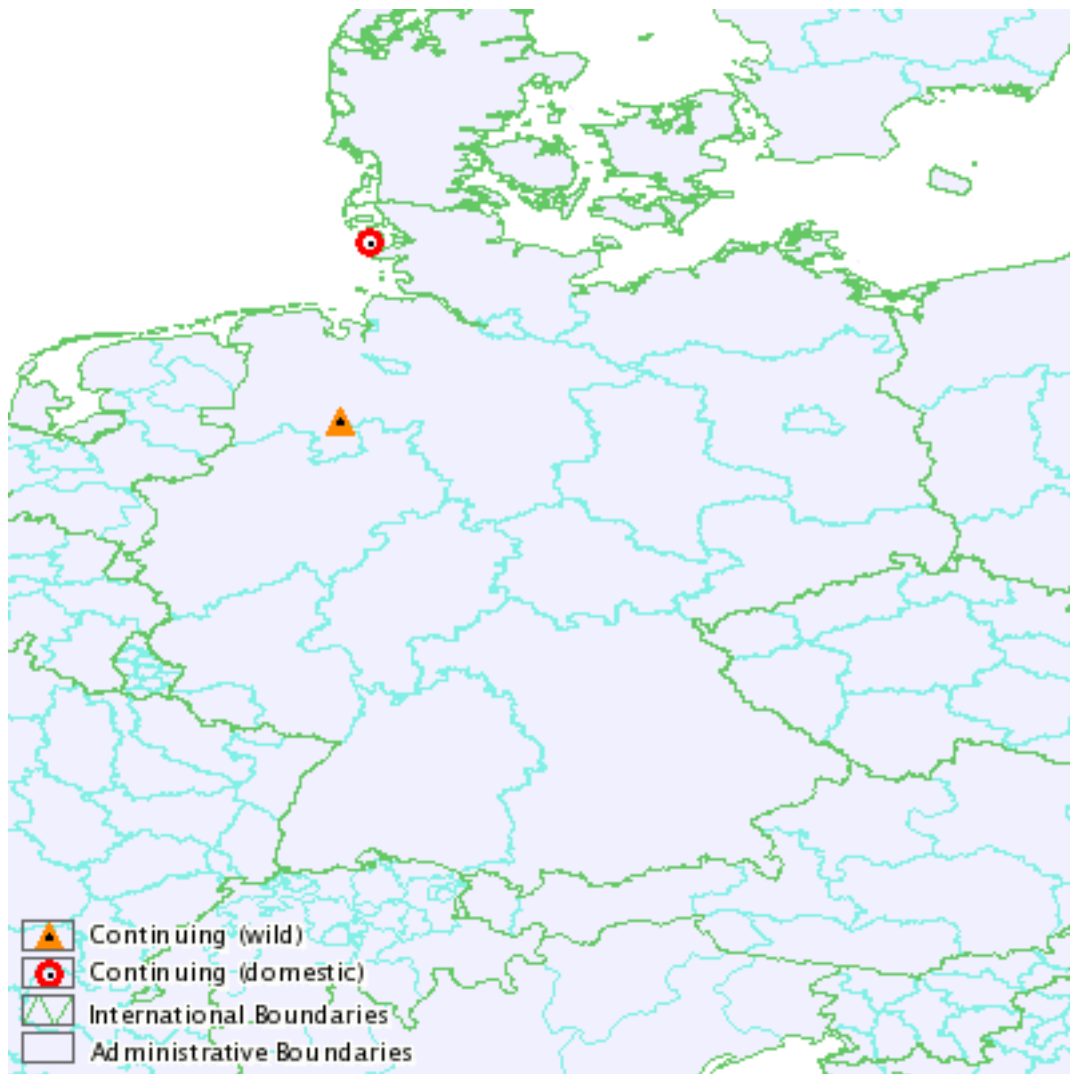 Continuing (wild)
Continuing (domestic)
International Boundaries
Administrative Boundaries